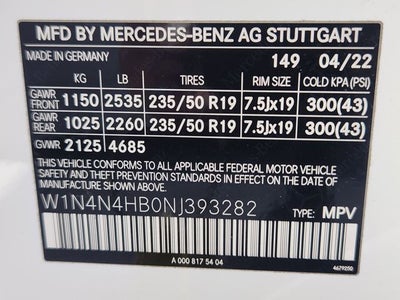 MFD BY MERCEDES-BENZ AG STUTTGART
MADE IN GERMANY 149 04/22
KG LB TIRES RIM SIZE COLD KPA (PSI)
GAWR FRONT 1150 2535 235/50 R19 7.5Jx19 300(43)
GAWR REAR 1025 2260 235/50 R19 7.5Jx19 300(43)
GVWR 2125 4685
THIS VEHICLE CONFORMS TO ALL APPLICABLE FEDERAL MOTOR VEHICLE
SAFETY AND THEFT PREVENTION STANDARDS IN EFFECT ON THE DATE OF
MANUFACTURE SHOWN ABOVE.
W1N4N4HB0NJ393282 TYPE: MPV
A 000 817 54 04
4679250